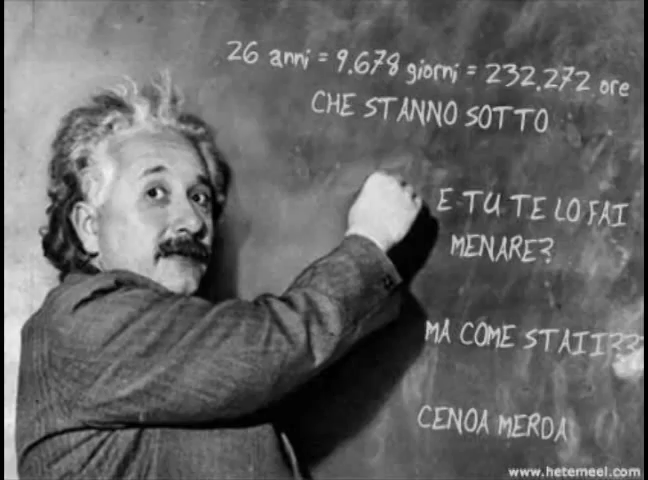 26 anni = 9.678 giorni = 232.272 ore
CHE STANNO SOTTO
E TU TE LO FAI
MENARE?
MA COME STAII??
CENOA MERDA
www.hetemeel.com